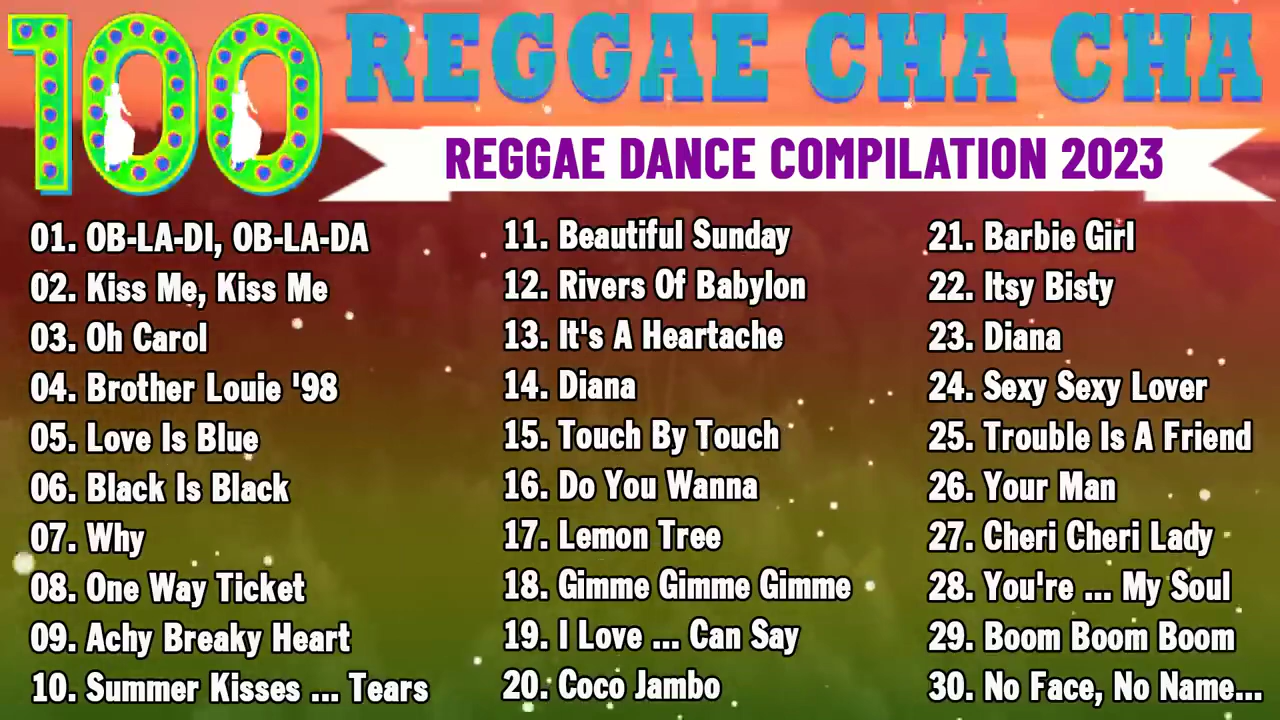 100 REGGAE CHA CHA
REGGAE DANCE COMPILATION 2023
01. OB-LA-DI, OB-LA-DA
02. Kiss Me, Kiss Me
03. Oh Carol
04. Brother Louie '98
05. Love Is Blue
06. Black Is Black
07. Why
08. One Way Ticket
09. Achy Breaky Heart
10. Summer Kisses ... Tears
11. Beautiful Sunday
12. Rivers Of Babylon
13. It's A Heartache
14. Diana
15. Touch By Touch
16. Do You Wanna
17. Lemon Tree
18. Gimme Gimme Gimme
19. I Love ... Can Say
20. Coco Jambo
21. Barbie Girl
22. Itsy Bisty
23. Diana
24. Sexy Sexy Lover
25. Trouble Is A Friend
26. Your Man
27. Cheri Cheri Lady
28. You're ... My Soul
29. Boom Boom Boom
30. No Face, No Name...